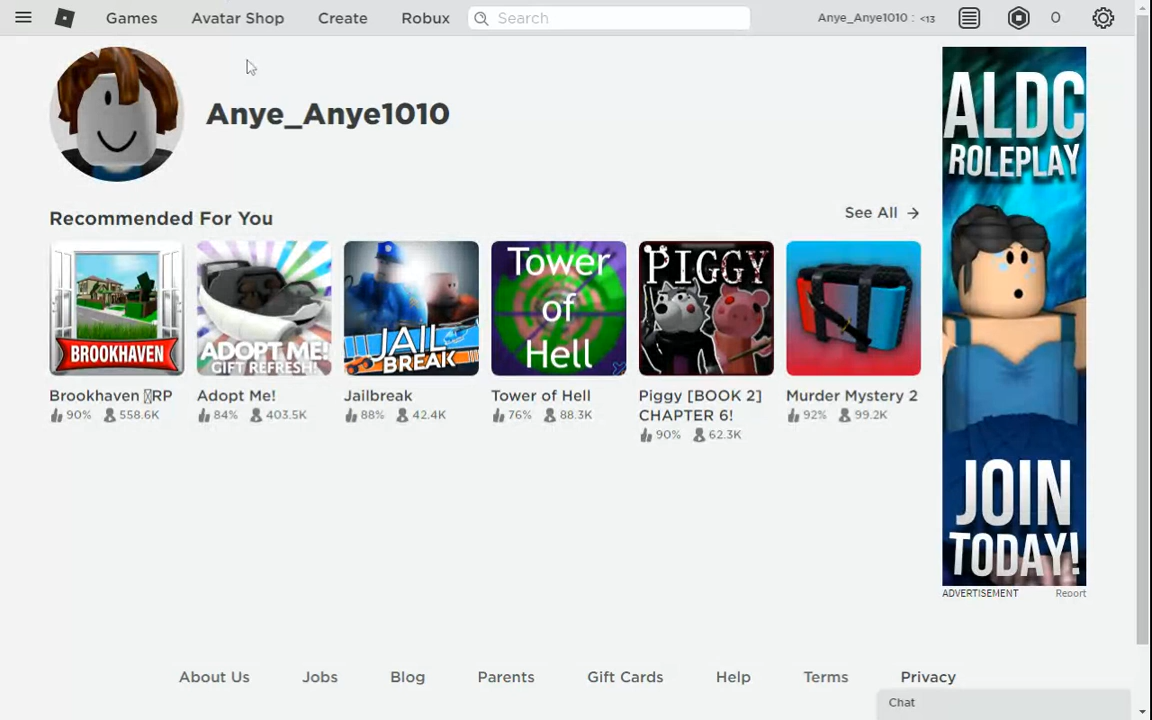 Games Avatar Shop Create Robux Search Anye_Anye1010 : <13 0
Anye_Anye1010
Recommended For You See All →
BROOKHAVEN
ADOPT ME!
GIFT REFRESH!
JAIL
BREAK
Tower
of
Hell
PIGGY
Brookhaven RP
90% 558.6K
Adopt Me!
84% 403.5K
Jailbreak
88% 42.4K
Tower of Hell
76% 88.3K
Piggy [BOOK 2]
CHAPTER 6!
90% 62.3K
Murder Mystery 2
92% 99.2K
ALDC
ROLEPLAY
JOIN
TODAY!
ADVERTISEMENT Report
About Us Jobs Blog Parents Gift Cards Help Terms Privacy
Chat